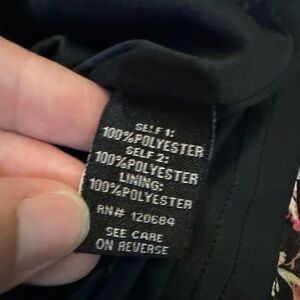 SELF 1:
100%POLYESTER
SELF 2:
100%POLYESTER
LINING:
100%POLYESTER
RN# 120684
SEE CARE
ON REVERSE